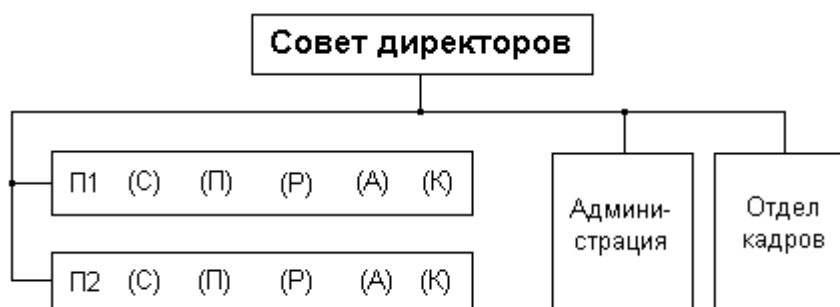 Совет директоров
П1 (С) (П) (Р) (А) (К)
П2 (С) (П) (Р) (А) (К)
Админи-
страция
Отдел
кадров